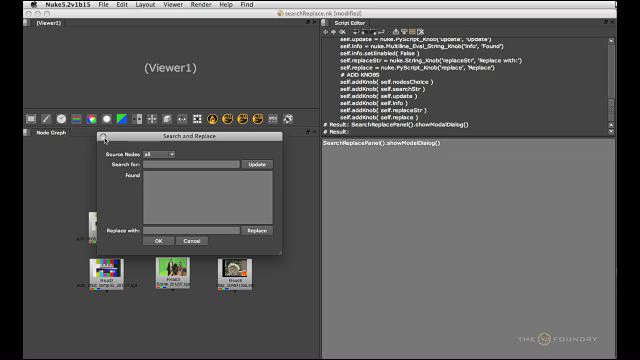 Nuke5.2v1b15 File Edit Layout Viewer Render Help
searchReplace.nk [modified]
(Viewer1)
Script Editor
self.update = nuke.PyScript_Knob('update', 'Update')
self.info = nuke.Multiline_Eval_String_Knob('info', 'Found')
self.info.setEnabled( False )
self.replaceStr = nuke.String_Knob('replaceStr', 'Replace with:')
self.replace = nuke.PyScript_Knob('replace', 'Replace')
# ADD KNOBS
self.addKnob( self.nodesChoice )
self.addKnob( self.searchStr )
self.addKnob( self.update )
self.addKnob( self.info )
self.addKnob( self.replaceStr )
self.addKnob( self.replace )
# Result: SearchReplacePanel().showModalDialog()
# Result:
SearchReplacePanel().showModalDialog()
(Viewer1)
Node Graph
Search and Replace
Source Nodes all
Search for: Update
Found
Replace with: Replace
OK Cancel
Read2
Read3
THE FOUNDRY